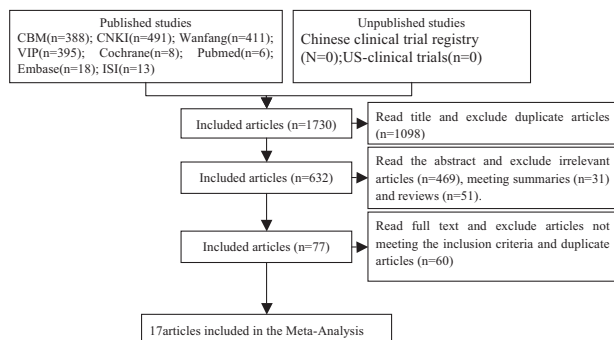 Published studies
CBM(n=388); CNKI(n=491); Wanfang(n=411);
VIP(n=395); Cochrane(n=8); Pubmed(n=6);
Embase(n=18); ISI(n=13)
Unpublished studies
Chinese clinical trial registry
(N=0);US-clinical trials(n=0)
Included articles (n=1730)
Read title and exclude duplicate articles
(n=1098)
Included articles (n=632)
Read the abstract and exclude irrelevant
articles (n=469), meeting summaries (n=31)
and reviews (n=51).
Included articles (n=77)
Read full text and exclude articles not
meeting the inclusion criteria and duplicate
articles (n=60)
17articles included in the Meta-Analysis